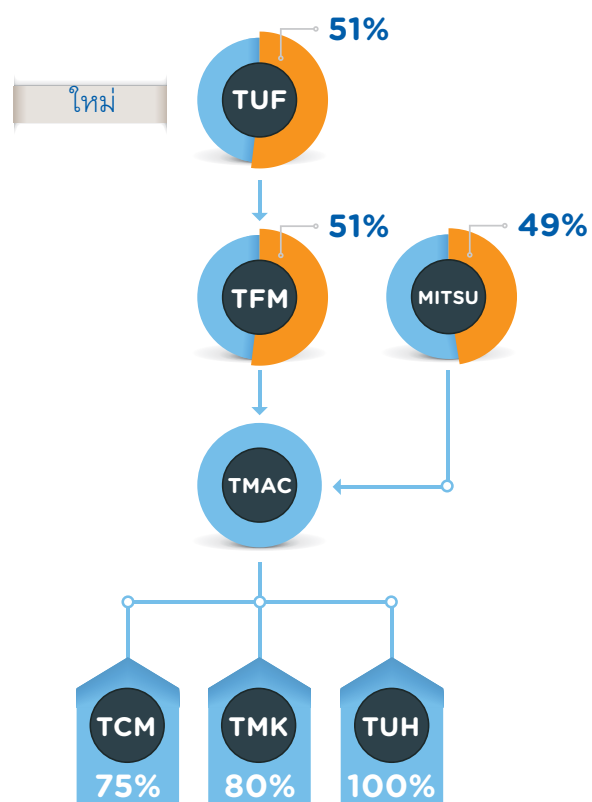 51%
ใหม่
TUF
51%
49%
TFM
MITSU
TMAC
TCM
TMK
TUH
75%
80%
100%